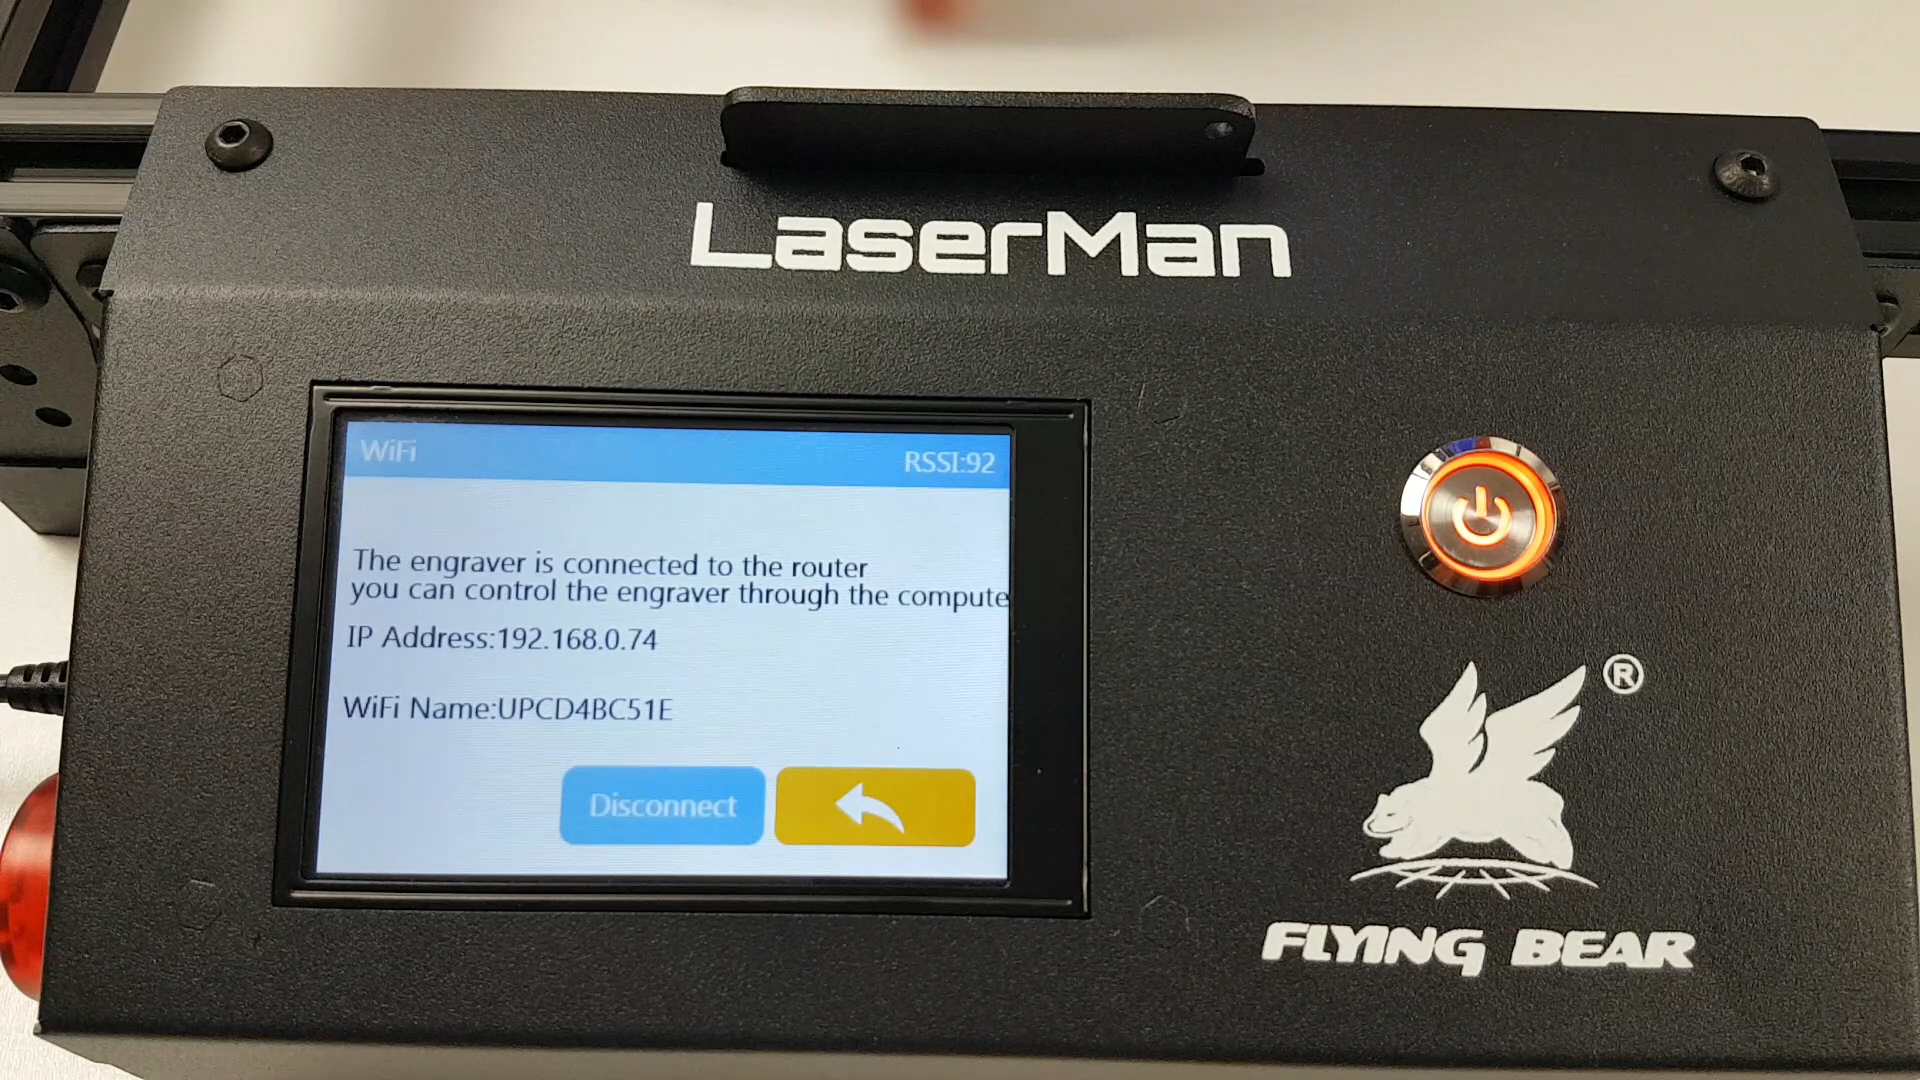 LaserMan
WiFi
RSSI:92
The engraver is connected to the router
you can control the engraver through the compute
IP Address:192.168.0.74
WiFi Name:UPCD4BC51E
Disconnect
®
FLYING BEAR